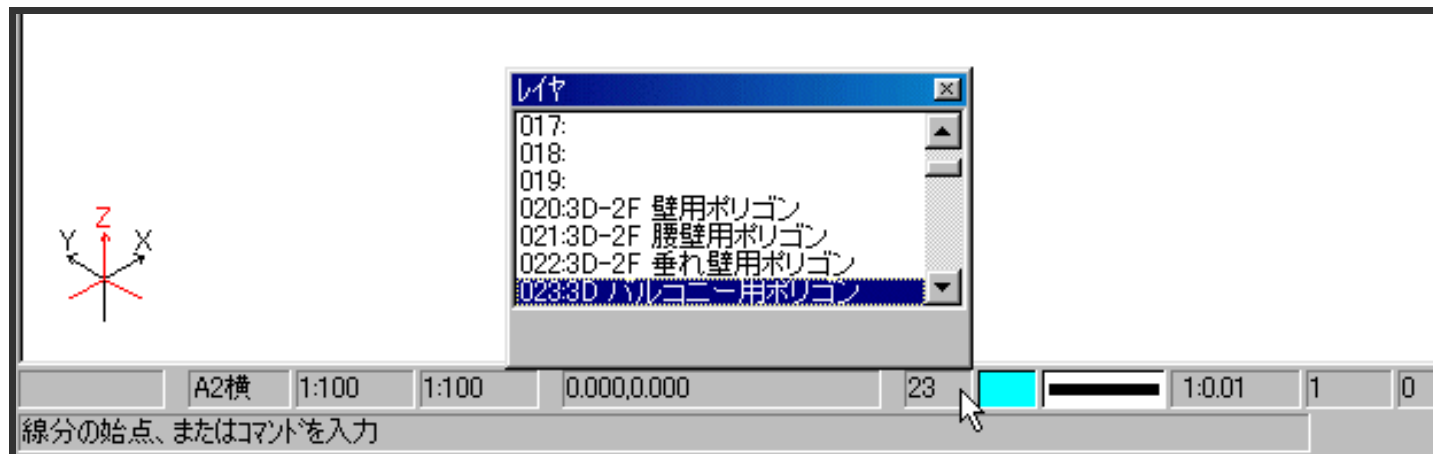 レイヤ
017:
018:
019:
020:3D-2F 壁用ポリゴン
021:3D-2F 腰壁用ポリゴン
022:3D-2F 垂れ壁用ポリゴン
023:3D バルコニー用ポリゴン
Z
Y X
A2横 1:100 1:100 0.000,0.000 23 1:0.01 1 0
線分の始点、またはコマンドを入力